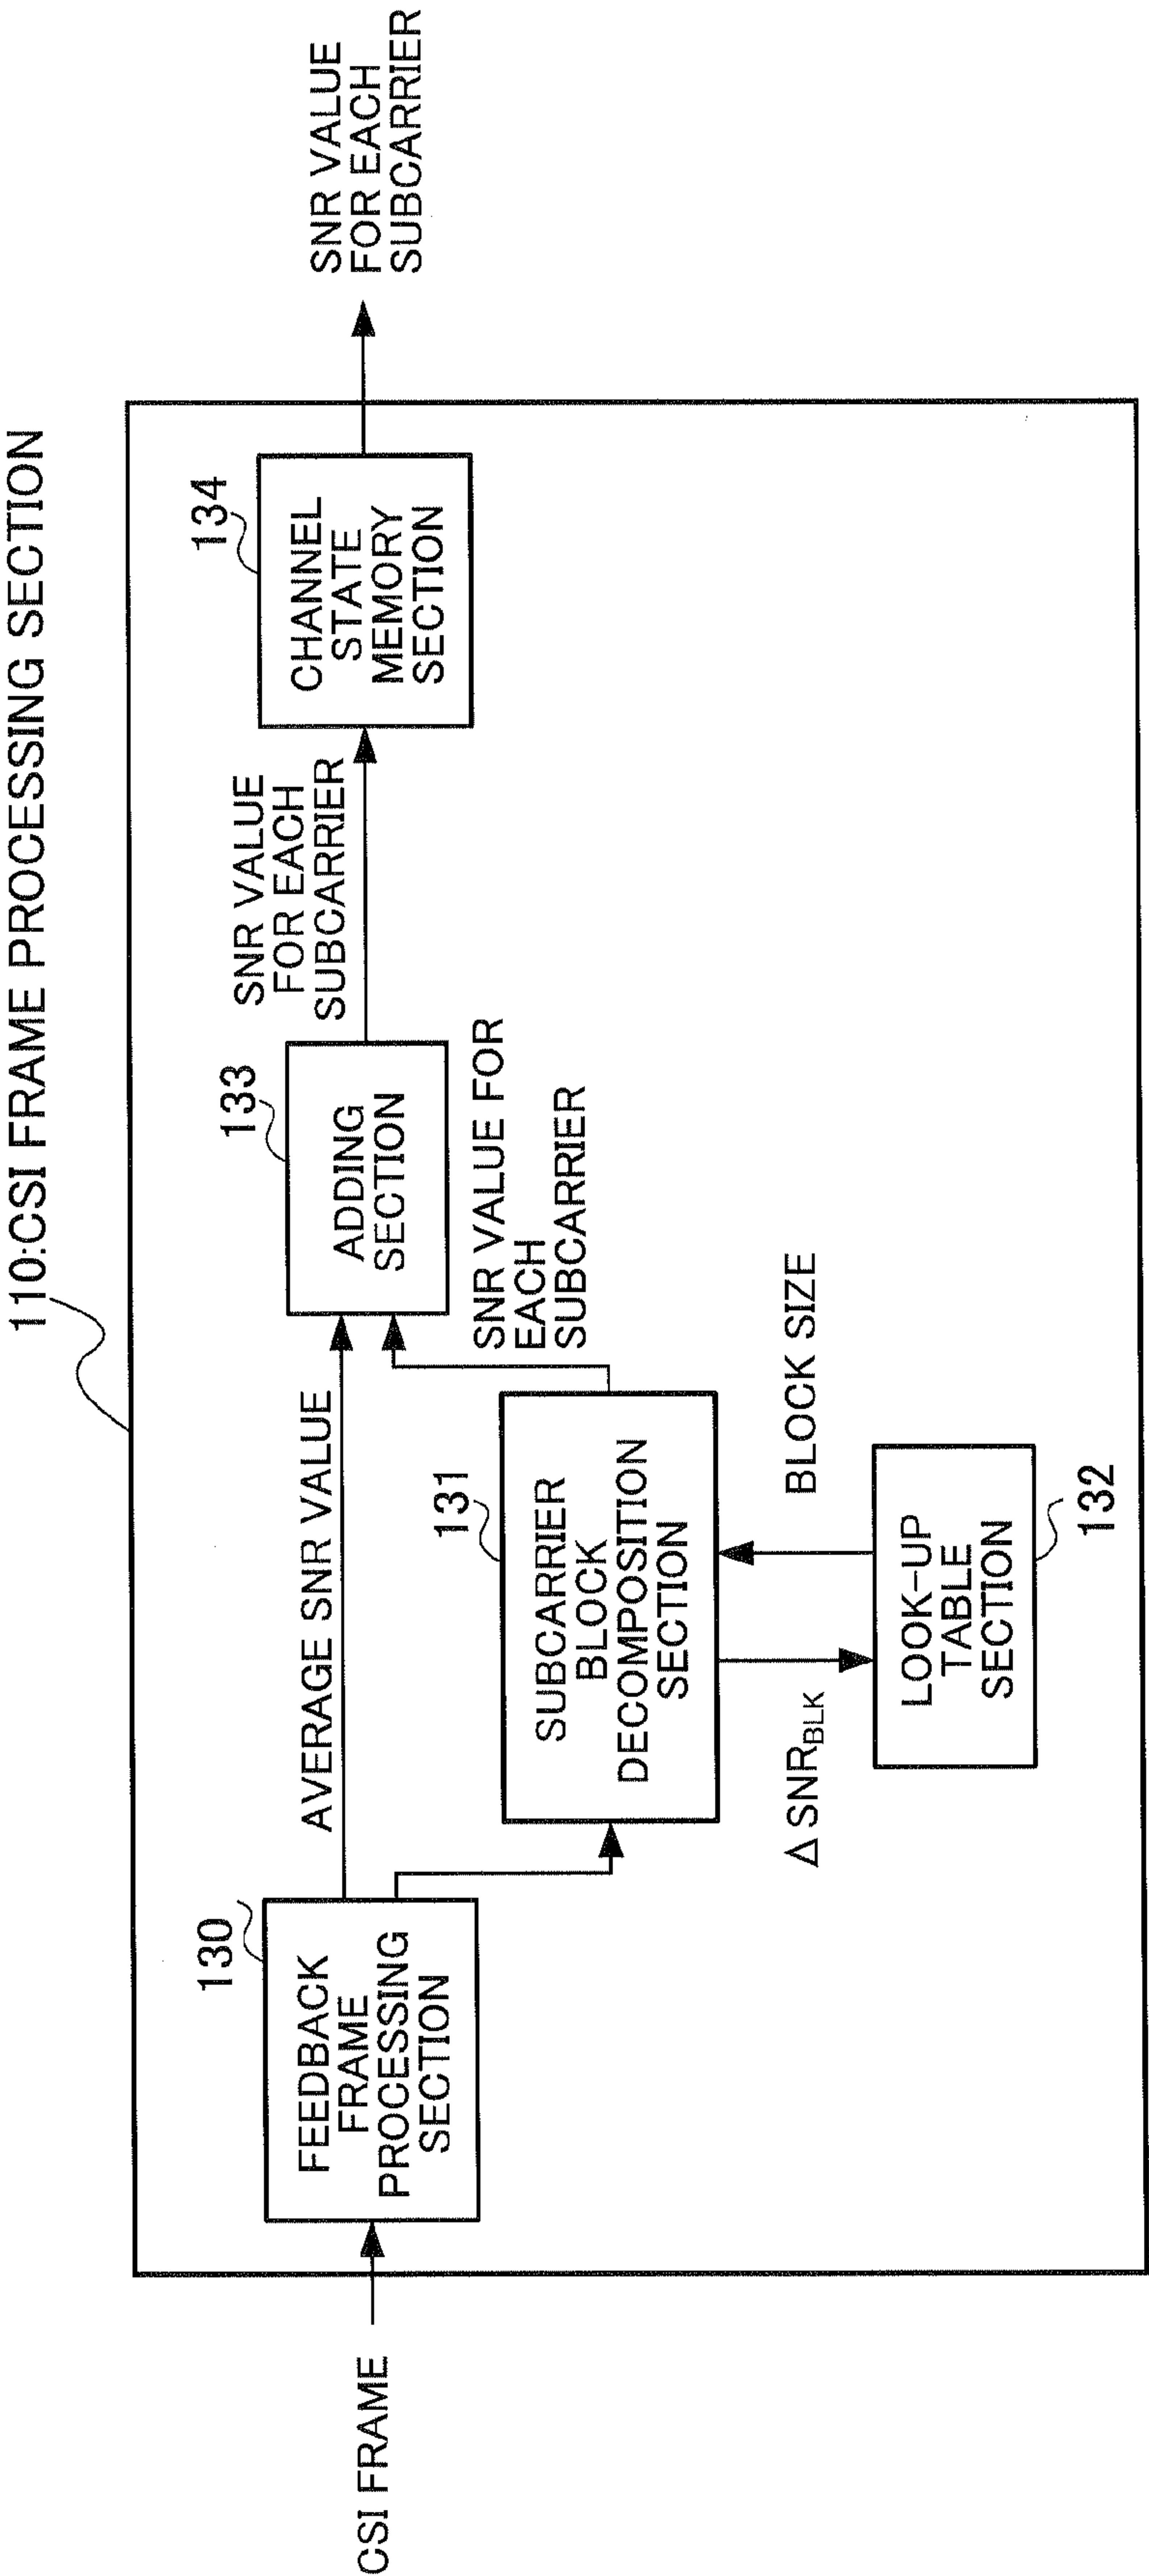 110:CSI FRAME PROCESSING SECTION
CSI FRAME
130
FEEDBACK
FRAME
PROCESSING
SECTION
AVERAGE SNR VALUE
131
SUBCARRIER
BLOCK
DECOMPOSITION
SECTION
Δ SNR_BLK
BLOCK SIZE
LOOK-UP
TABLE
SECTION
132
SNR VALUE FOR
EACH
SUBCARRIER
133
ADDING
SECTION
SNR VALUE
FOR EACH
SUBCARRIER
134
CHANNEL
STATE
MEMORY
SECTION
SNR VALUE
FOR EACH
SUBCARRIER